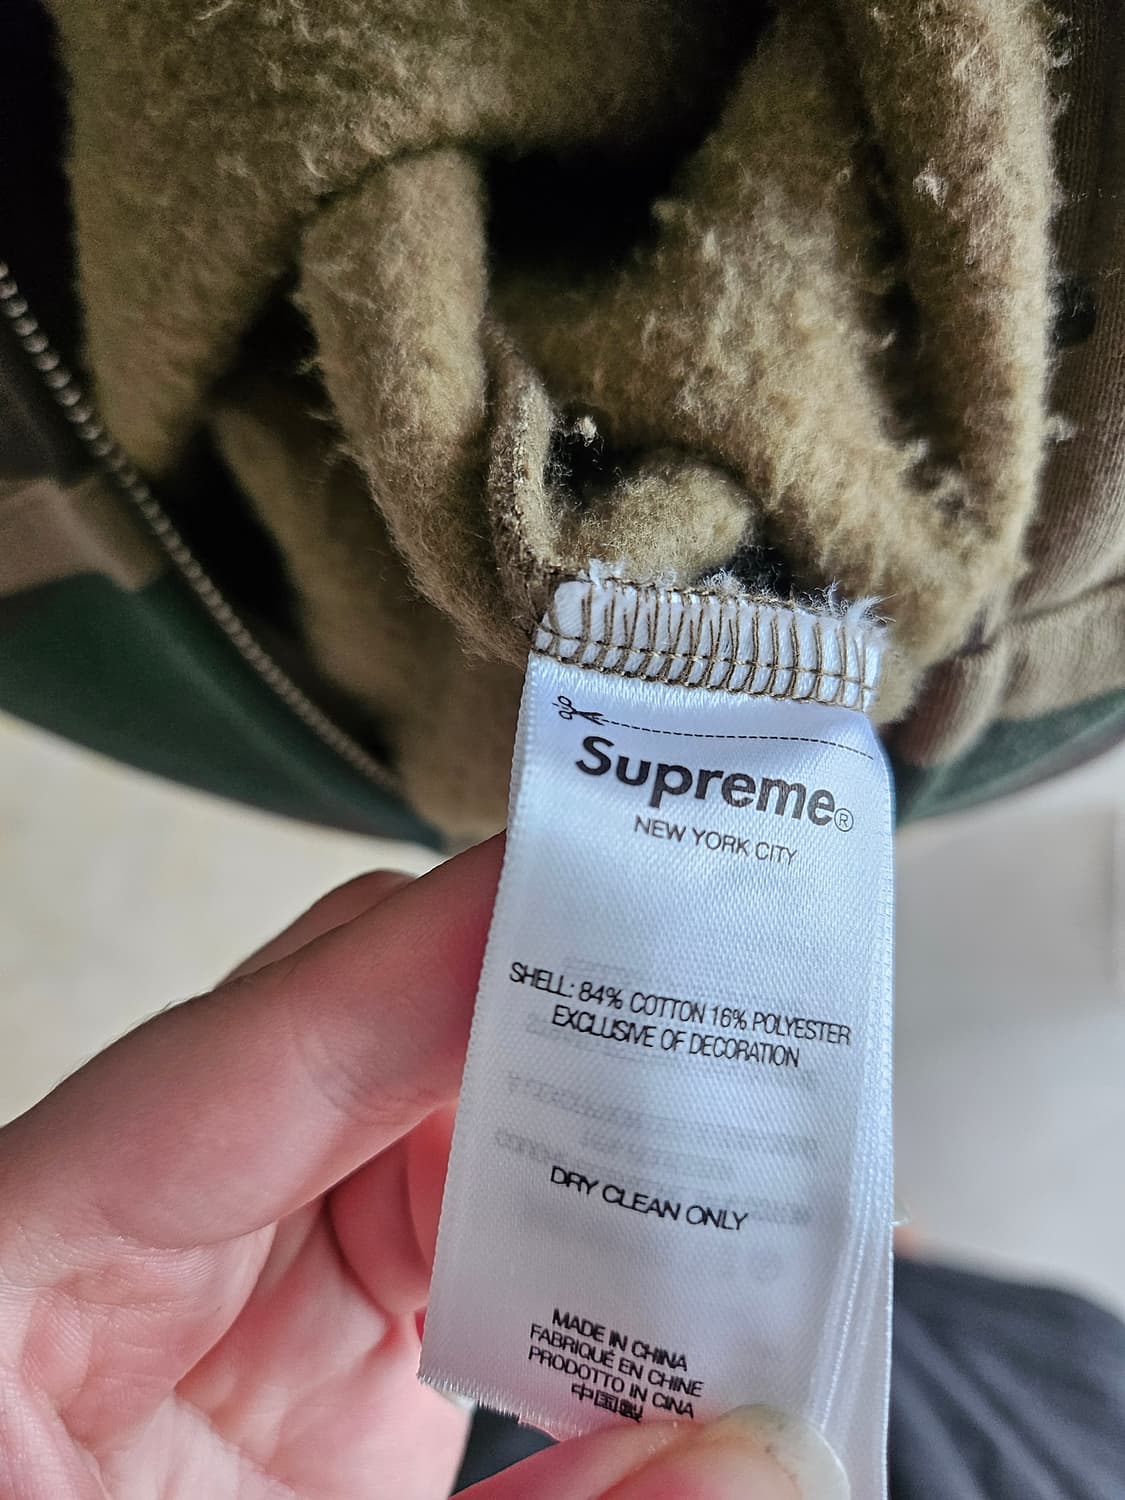 Supreme®
NEW YORK CITY
SHELL: 84% COTTON 16% POLYESTER
EXCLUSIVE OF DECORATION
DRY CLEAN ONLY
MADE IN CHINA
FABRIQUÉ EN CHINE
PRODOTTO IN CINA
中国製